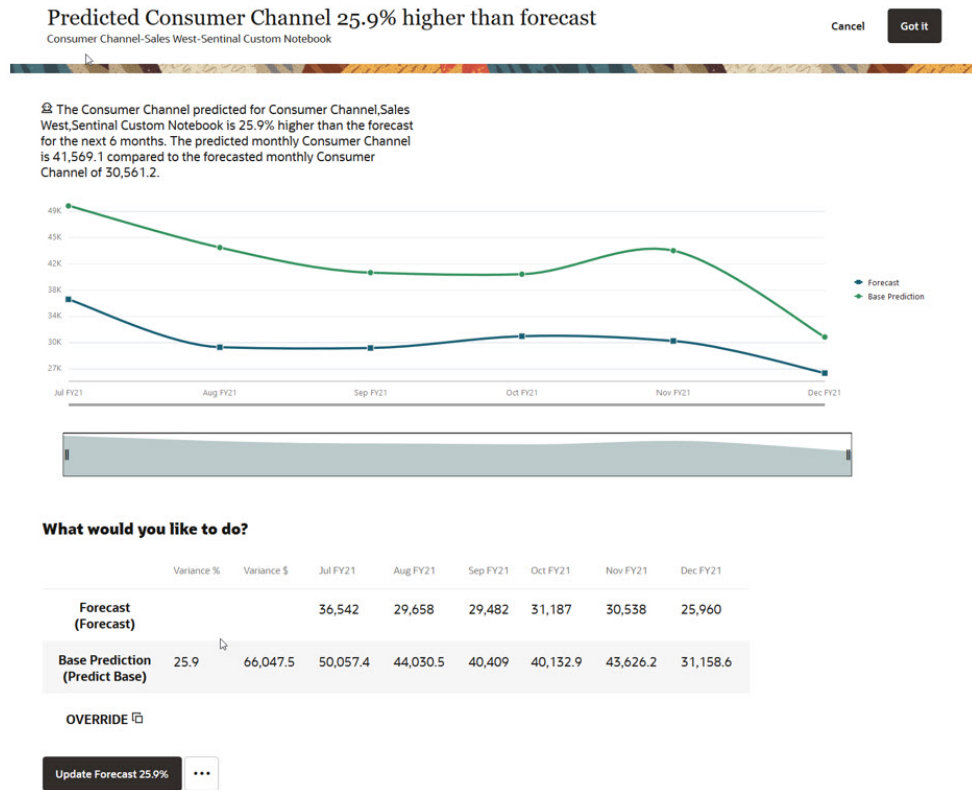 Predicted Consumer Channel 25.9% higher than forecast
Consumer Channel-Sales West-Sentinal Custom Notebook
Cancel
Got it
The Consumer Channel predicted for Consumer Channel,Sales
West,Sentinal Custom Notebook is 25.9% higher than the forecast
for the next 6 months. The predicted monthly Consumer Channel
is 41,569.1 compared to the forecasted monthly Consumer
Channel of 30,561.2.
49K
45K
42K
38K
34K
30K
27K
Jul FY21 Aug FY21 Sep FY21 Oct FY21 Nov FY21 Dec FY21
Forecast
Base Prediction
What would you like to do?
Variance % Variance $ Jul FY21 Aug FY21 Sep FY21 Oct FY21 Nov FY21 Dec FY21
Forecast
(Forecast)
36,542 29,658 29,482 31,187 30,538 25,960
Base Prediction
(Predict Base)
25.9 66,047.5 50,057.4 44,030.5 40,409 40,132.9 43,626.2 31,158.6
OVERRIDE
Update Forecast 25.9%
...